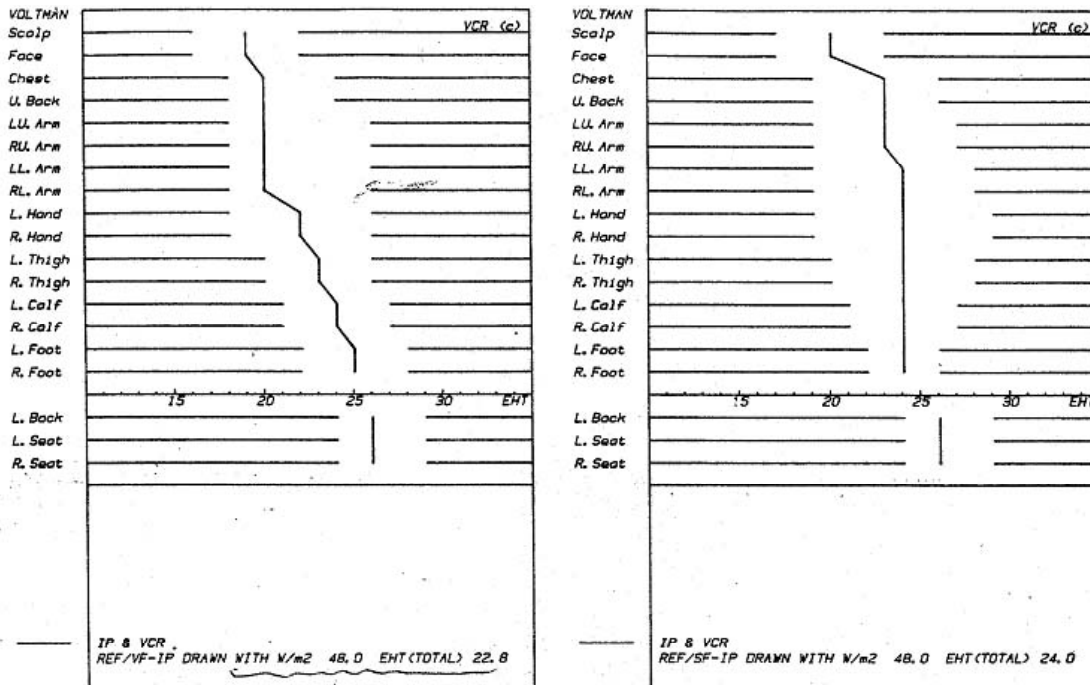 VOLTMAN
VCR (c)
Scalp
Face
Chest
U. Back
LU. Arm
RU. Arm
LL. Arm
RL. Arm
L. Hand
R. Hand
L. Thigh
R. Thigh
L. Calf
R. Calf
L. Foot
R. Foot
15 20 25 30 EHT
L. Back
L. Seat
R. Seat
IP & VCR
REF/VF-IP DRAWN WITH W/m2 48.0 EHT(TOTAL) 22.8
VOLTMAN
VCR (c)
Scalp
Face
Chest
U. Back
LU. Arm
RU. Arm
LL. Arm
RL. Arm
L. Hand
R. Hand
L. Thigh
R. Thigh
L. Calf
R. Calf
L. Foot
R. Foot
15 20 25 30 EHT
L. Back
L. Seat
R. Seat
IP & VCR
REF/SF-IP DRAWN WITH W/m2 48.0 EHT(TOTAL) 24.0